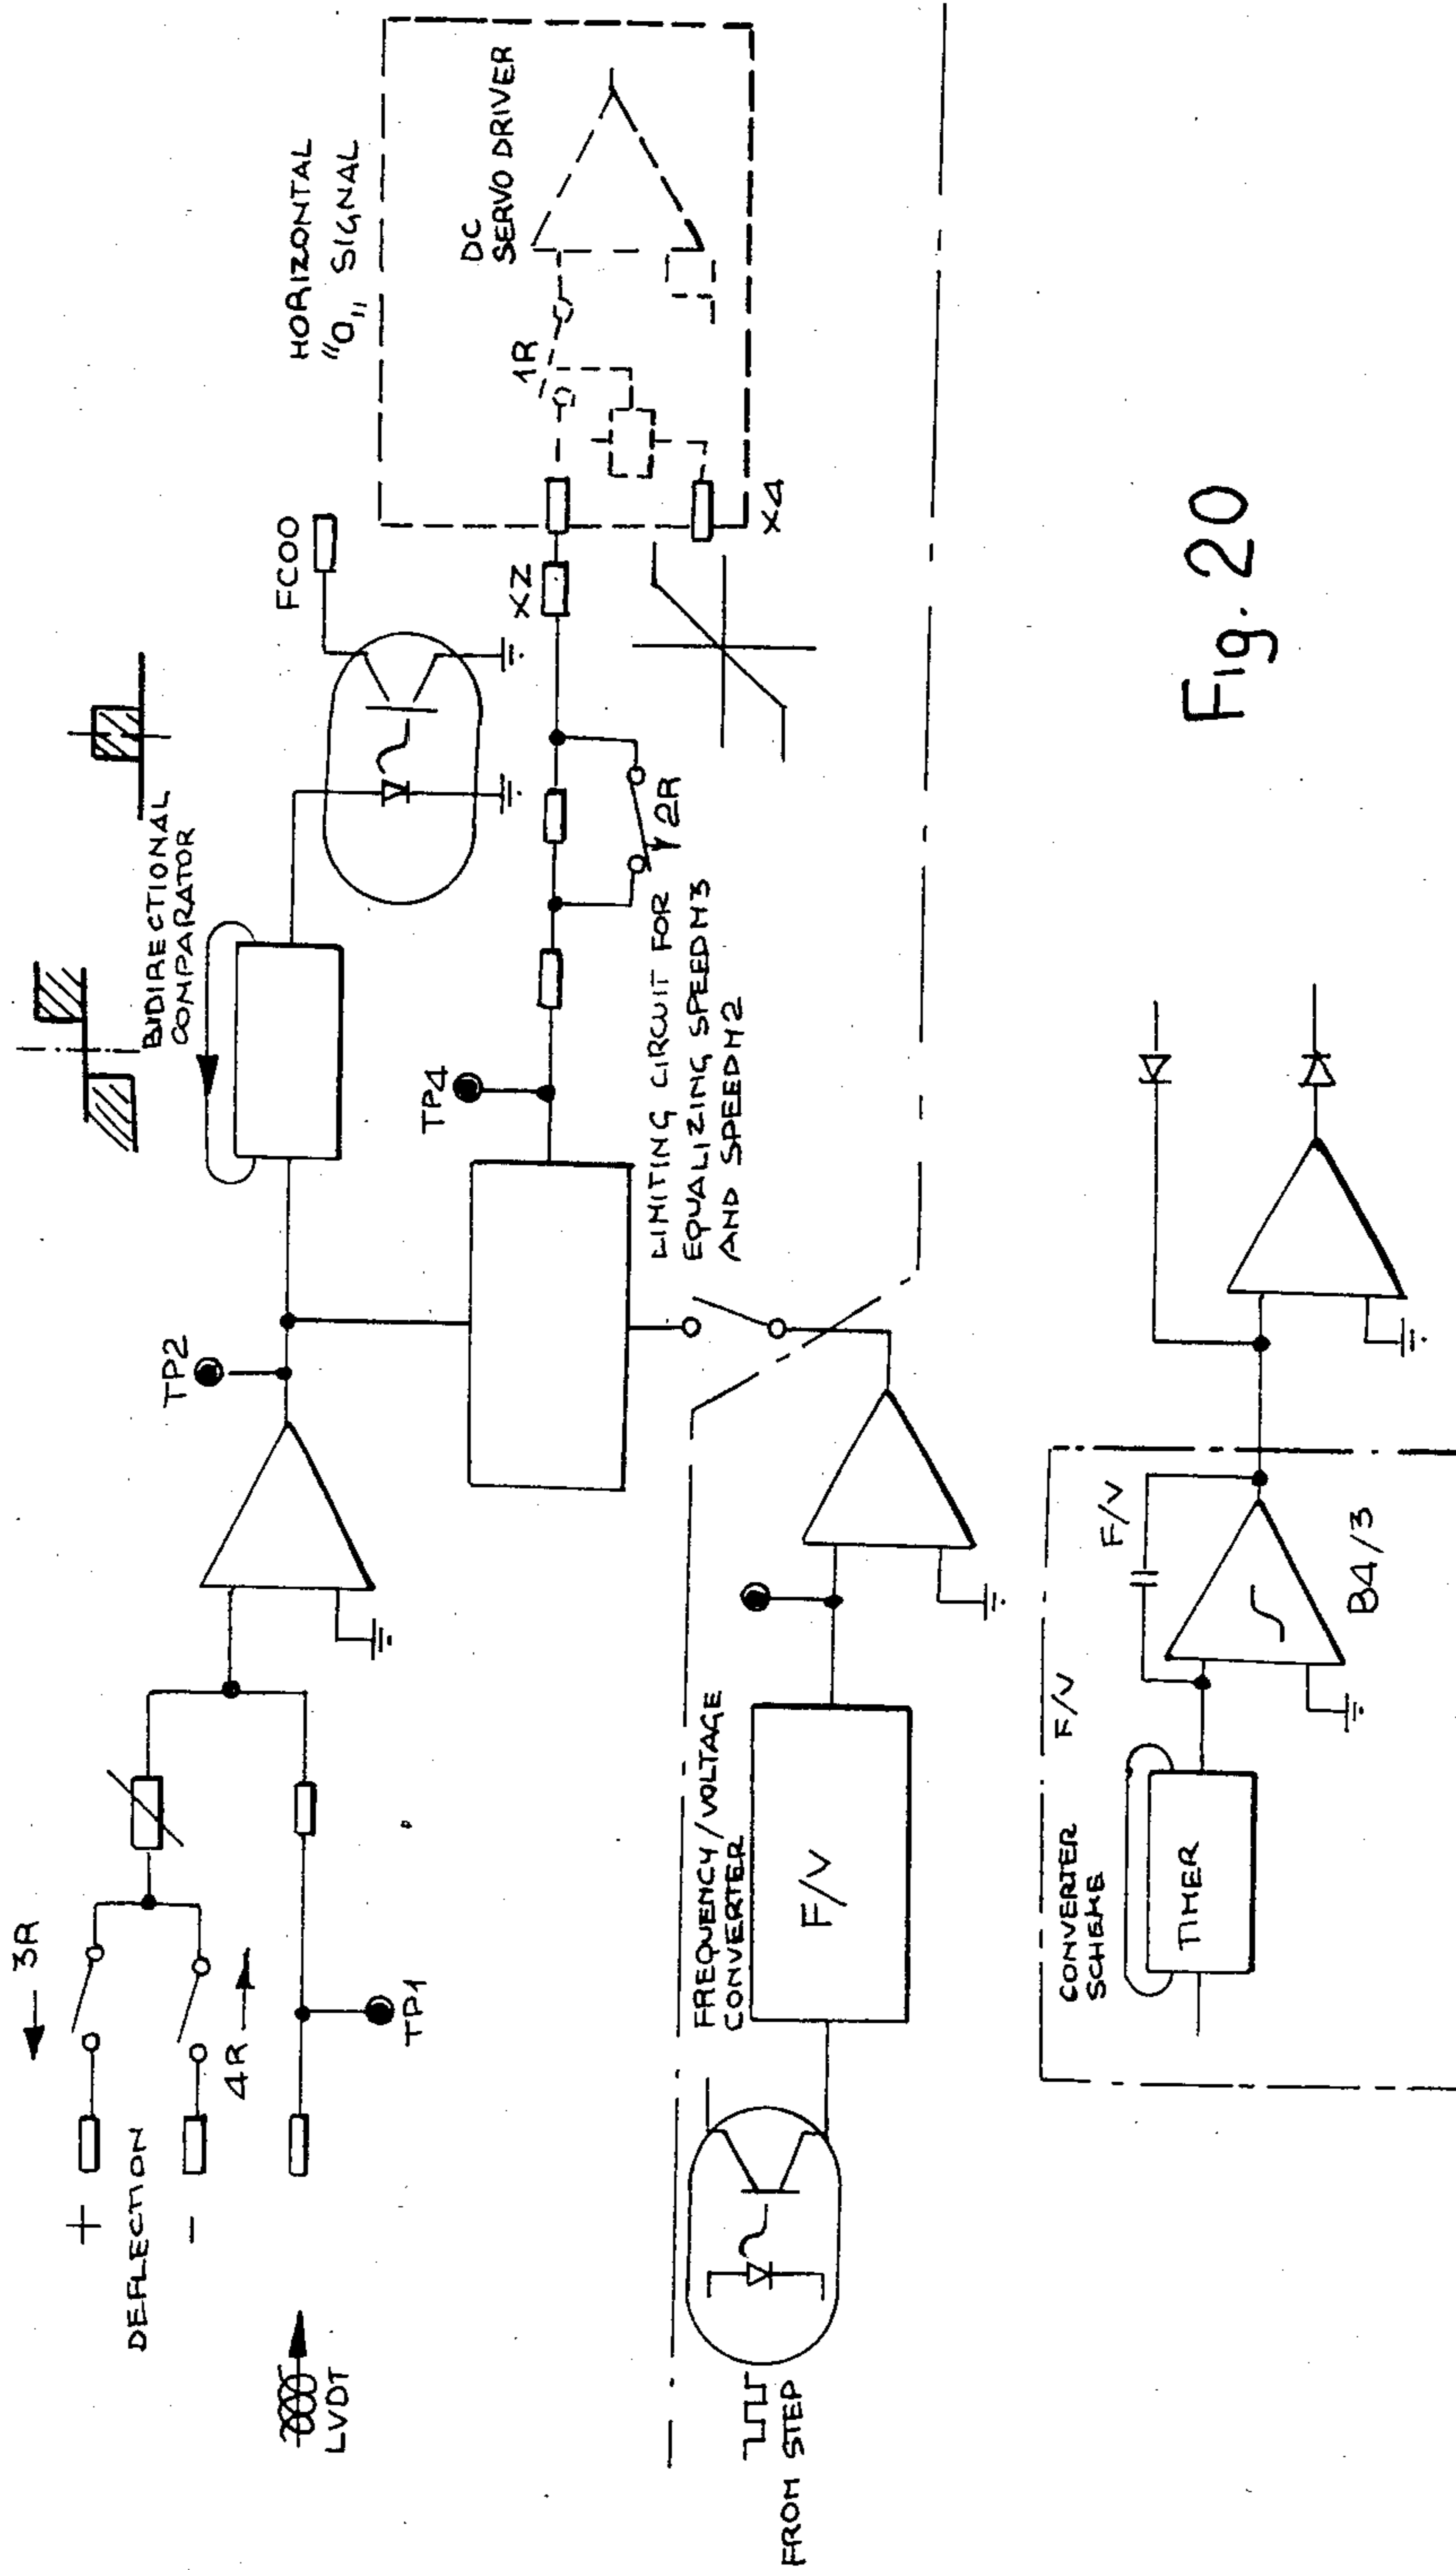 3R
+
DEFLECTION
-
4R
LVDT
TP1
TP2
BIDIRECTIONAL
COMPARATOR
FC00
HORIZONTAL
"O" SIGNAL
DC
SERVO DRIVER
1R
XZ
X4
TP4
2R
LIMITING CIRCUIT FOR
EQUALIZING SPEED M3
AND SPEED M2
FREQUENCY/VOLTAGE
CONVERTER
F/V
FROM STEP
CONVERTER
SCHEME
F/V
TIMER
F/V
B4/3
Fig. 20